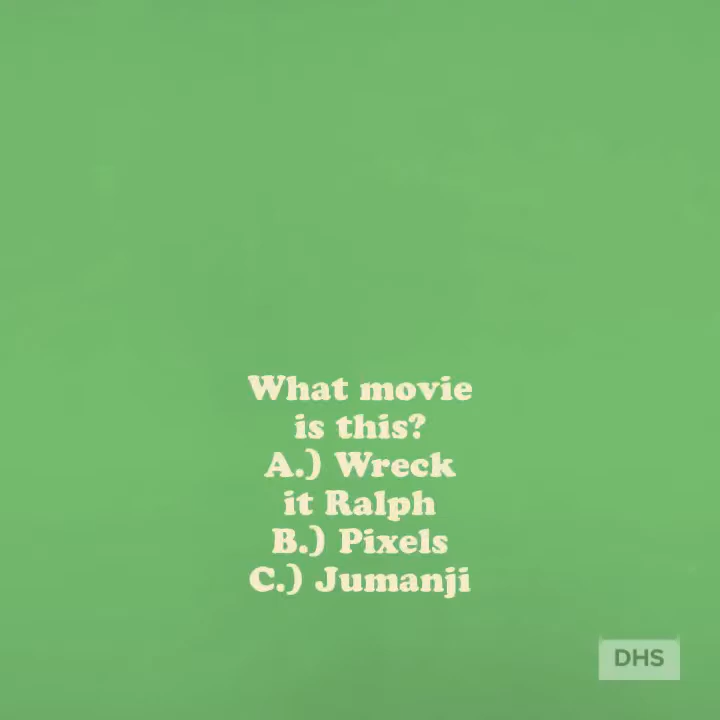 What movie
is this?
A.) Wreck
it Ralph
B.) Pixels
C.) Jumanji
DHS